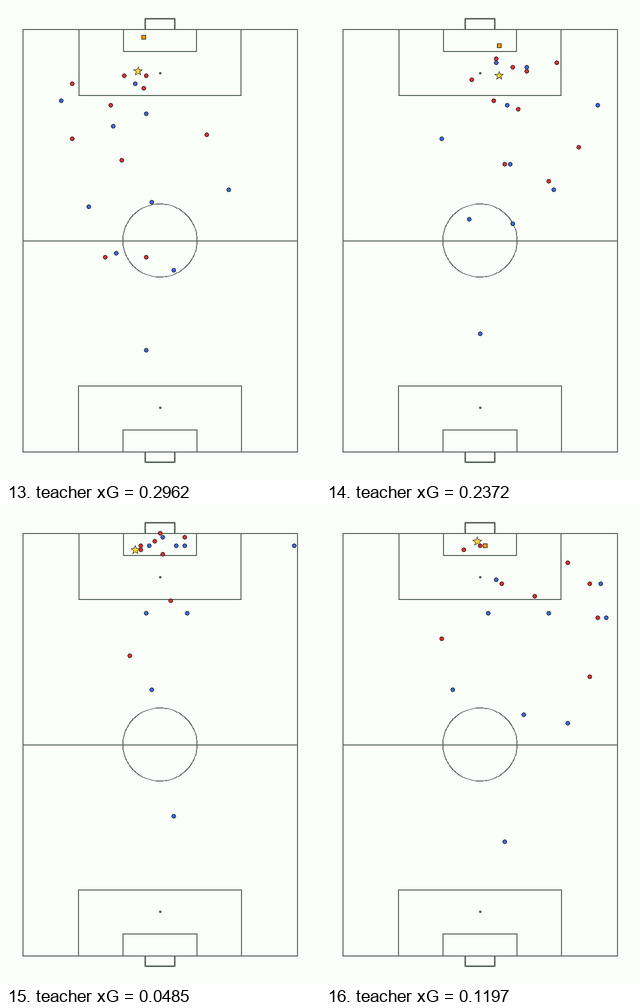 13. teacher xG = 0.2962
14. teacher xG = 0.2372
15. teacher xG = 0.0485
16. teacher xG = 0.1197